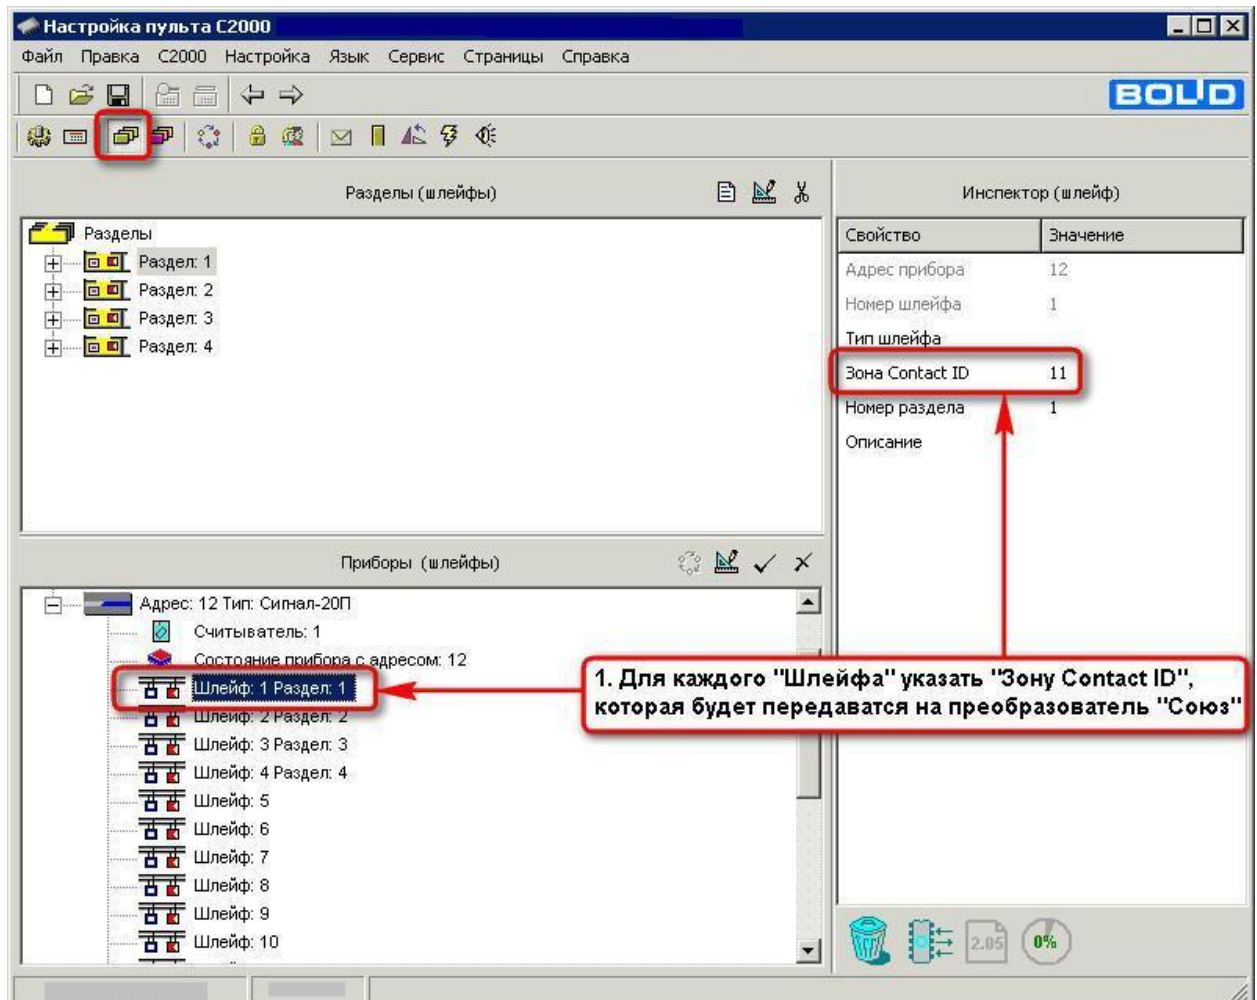 Настройка пульта С2000
Файл Правка С2000 Настройка Язык Сервис Страницы Справка
BOLID
Разделы (шлейфы)
Инспектор (шлейф)
Разделы
Раздел: 1
Раздел: 2
Раздел: 3
Раздел: 4
Свойство Значение
Адрес прибора 12
Номер шлейфа 1
Тип шлейфа
Зона Contact ID 11
Номер раздела 1
Описание
Приборы (шлейфы)
Адрес: 12 Тип: Сигнал-20П
Считыватель: 1
Состояние прибора с адресом: 12
Шлейф: 1 Раздел: 1
Шлейф: 2 Раздел: 2
Шлейф: 3 Раздел: 3
Шлейф: 4 Раздел: 4
Шлейф: 5
Шлейф: 6
Шлейф: 7
Шлейф: 8
Шлейф: 9
Шлейф: 10
1. Для каждого "Шлейфа" указать "Зону Contact ID",
которая будет передаватся на преобразователь "Союз"
2.05
0%